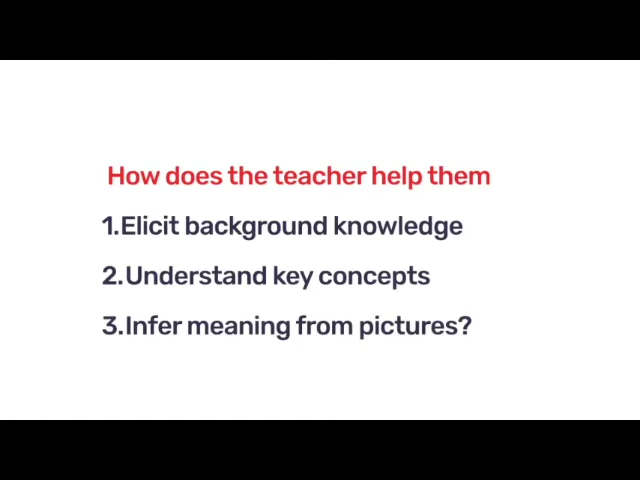 How does the teacher help them
1.Elicit background knowledge
2.Understand key concepts
3.Infer meaning from pictures?